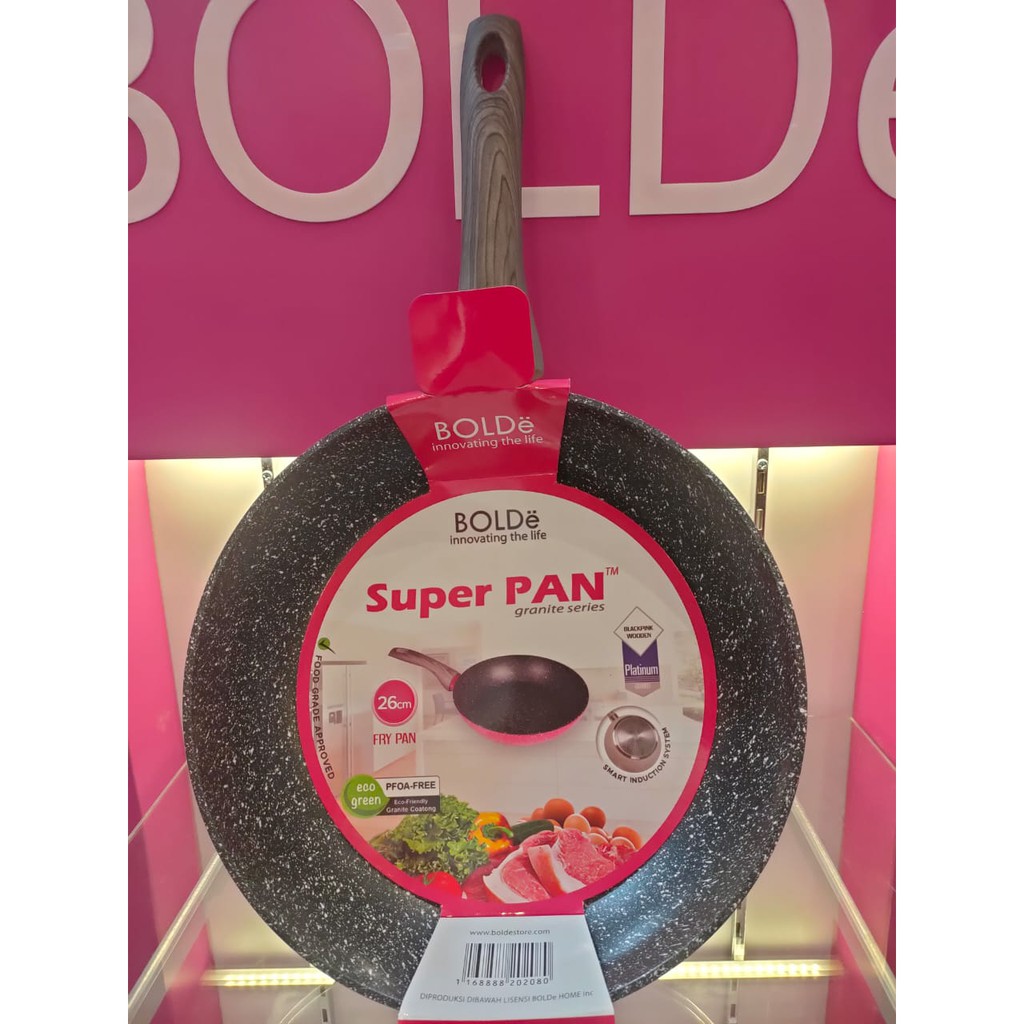 BOLDe
BOLDë
innovating the life
BOLDë
innovating the life
Super PAN™
granite series
BLACKPINK
WOODEN
Platinum
26cm
FRY PAN
FOOD GRADE APPROVED
SMART INDUCTION SYSTEM
eco
green
PFOA-FREE
Eco-Friendly
Granite Coateng
www.boldestore.com
1 168888 202080
DIPRODUKSI DIBAWAH LISENSI BOLDe HOME inc